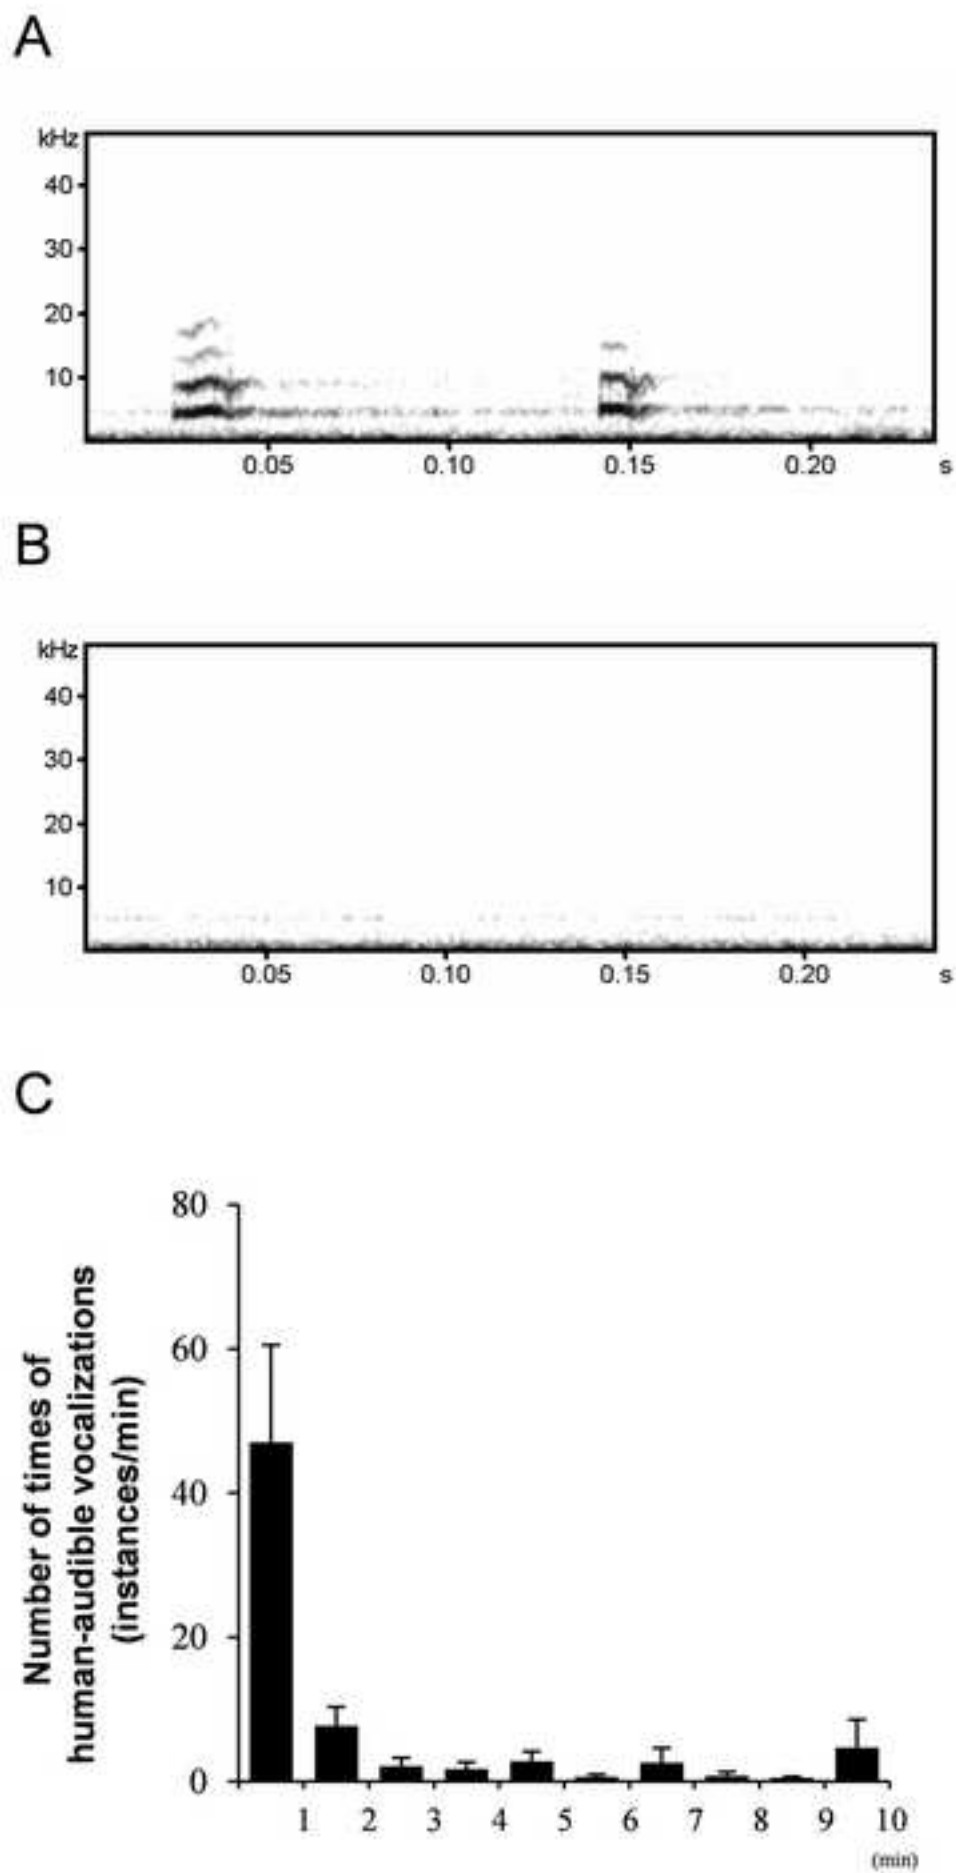 A
kHz
40
30
20
10
0.05 0.10 0.15 0.20 s
B
kHz
40
30
20
10
0.05 0.10 0.15 0.20 s
C
Number of times of
human-audible vocalizations
(instances/min)
80
60
40
20
0
1 2 3 4 5 6 7 8 9 10
(min)